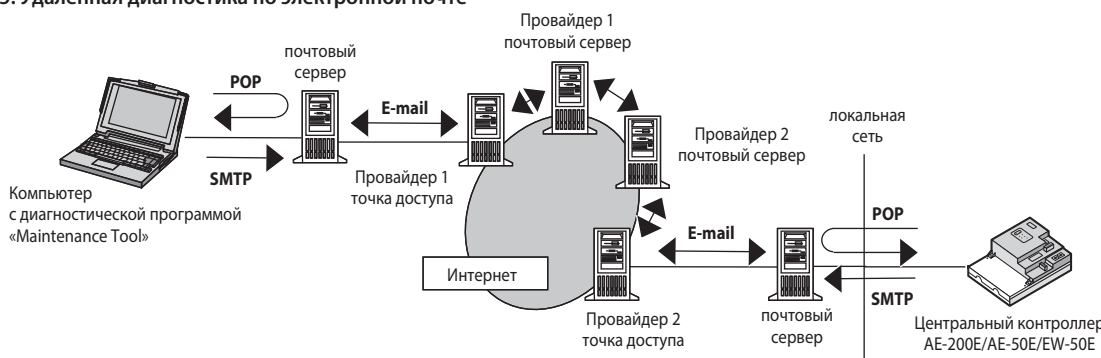 3. Удаленная диагностика по электронной почте
Провайдер 1
почтовый сервер
почтовый
сервер
POP
E-mail
SMTP
Провайдер 1
точка доступа
Компьютер
с диагностической программой
«Maintenance Tool»
Провайдер 2
почтовый сервер
локальная
сеть
Интернет
E-mail
POP
SMTP
Провайдер 2
точка доступа
почтовый
сервер
Центральный контроллер
AE-200E/AE-50E/EW-50E